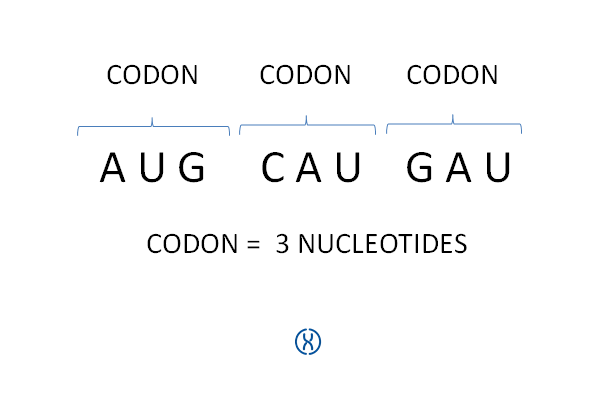 CODON CODON CODON
A U G C A U G A U
CODON = 3 NUCLEOTIDES